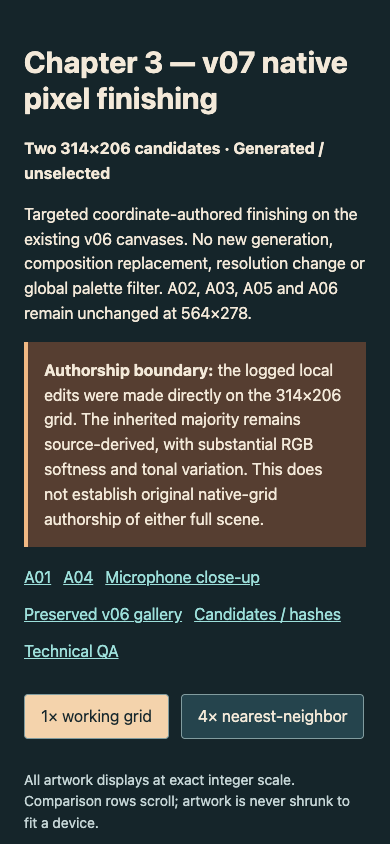 Chapter 3 — v07 native
pixel finishing
Two 314×206 candidates · Generated /
unselected
Targeted coordinate-authored finishing on the
existing v06 canvases. No new generation,
composition replacement, resolution change or
global palette filter. A02, A03, A05 and A06
remain unchanged at 564×278.
Authorship boundary: the logged local
edits were made directly on the 314×206
grid. The inherited majority remains
source-derived, with substantial RGB
softness and tonal variation. This does
not establish original native-grid
authorship of either full scene.
A01 A04 Microphone close-up
Preserved v06 gallery Candidates / hashes
Technical QA
1× working grid 4× nearest-neighbor
All artwork displays at exact integer scale.
Comparison rows scroll; artwork is never shrunk to
fit a device.